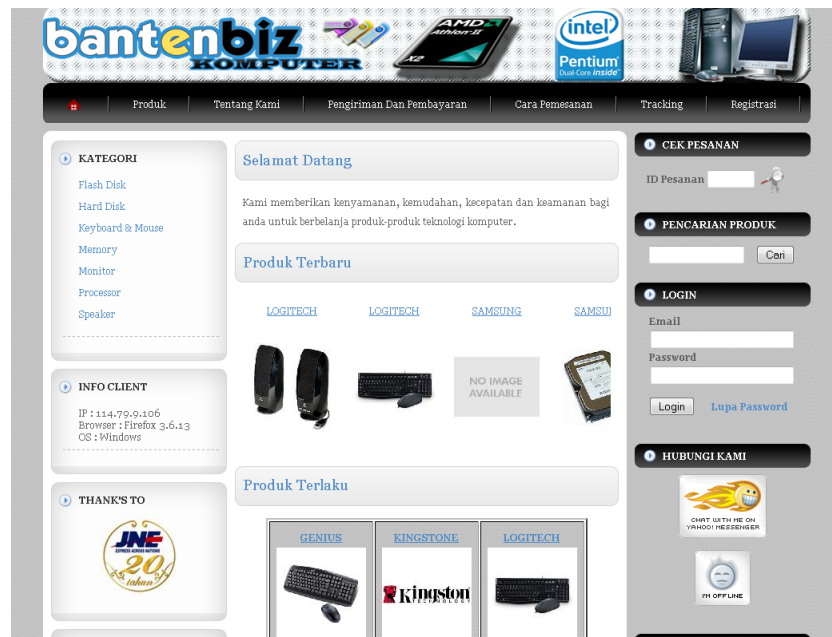 bantenbiz
KOMPUTER
AMD
Athlon II
X2
intel
Pentium
Dual-Core inside
Produk
Tentang Kami
Pengiriman Dan Pembayaran
Cara Pemesanan
Tracking
Registrasi
KATEGORI
Flash Disk
Hard Disk
Keyboard & Mouse
Memory
Monitor
Processor
Speaker
INFO CLIENT
IP : 114.79.9.106
Browser : Firefox 3.6.13
OS : Windows
THANK'S TO
JNE
EXPRESS ACROSS NATIONS
20
tahun
Selamat Datang
Kami memberikan kenyamanan, kemudahan, kecepatan dan keamanan bagi
anda untuk berbelanja produk-produk teknologi komputer.
Produk Terbaru
LOGITECH
LOGITECH
SAMSUNG
SAMSU
NO IMAGE
AVAILABLE
Produk Terlaku
GENIUS
KINGSTONE
LOGITECH
Kingston
TECHNOLOGY
CEK PESANAN
ID Pesanan
PENCARIAN PRODUK
Cari
LOGIN
Email
Password
Login
Lupa Password
HUBUNGI KAMI
CHAT WITH ME ON
YAHOO! MESSENGER
I'M OFFLINE